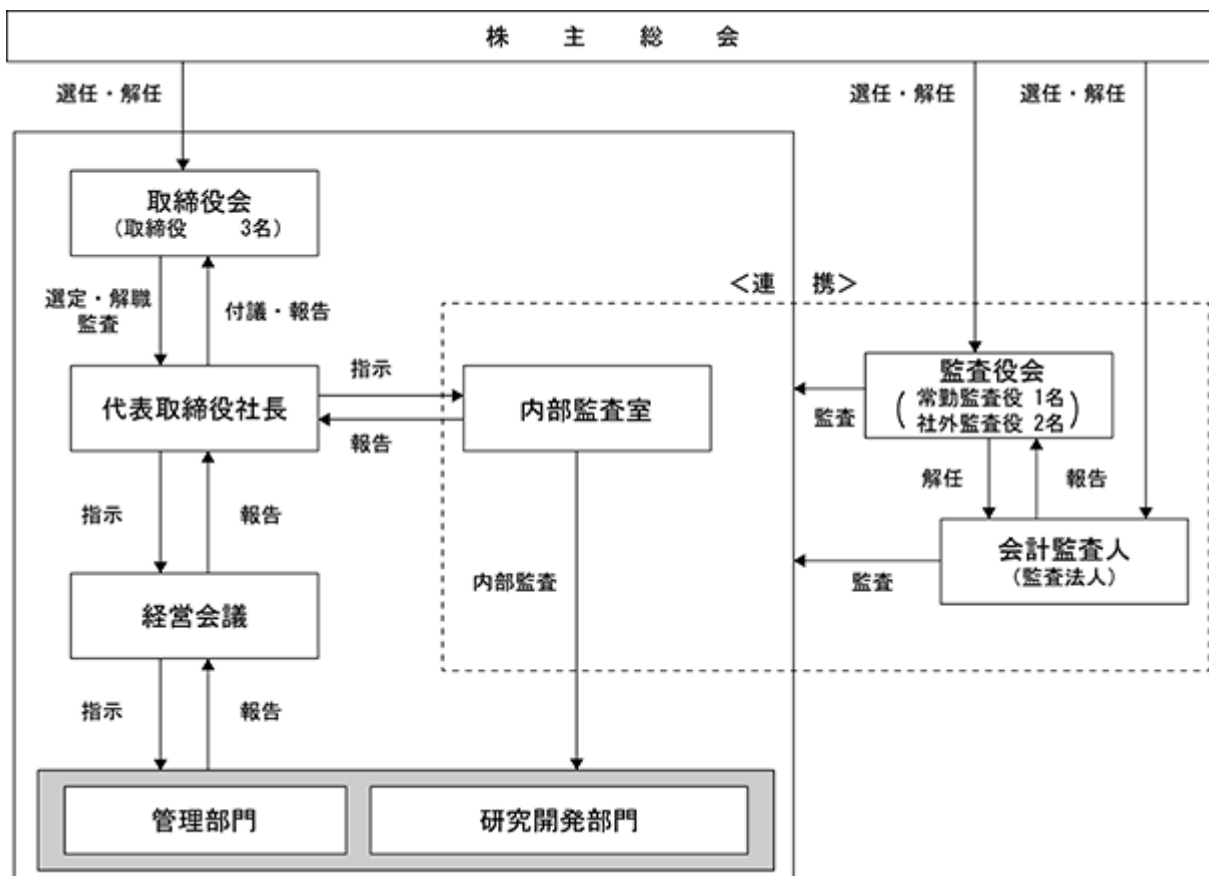 株主総会
選任・解任
選任・解任
選任・解任
取締役会
(取締役 3名)
<連携>
選定・解職
監査
付議・報告
代表取締役社長
指示
報告
内部監査室
監査役会
(常勤監査役 1名
社外監査役 2名)
監査
解任
報告
指示
報告
会計監査人
(監査法人)
監査
内部監査
経営会議
指示
報告
管理部門
研究開発部門